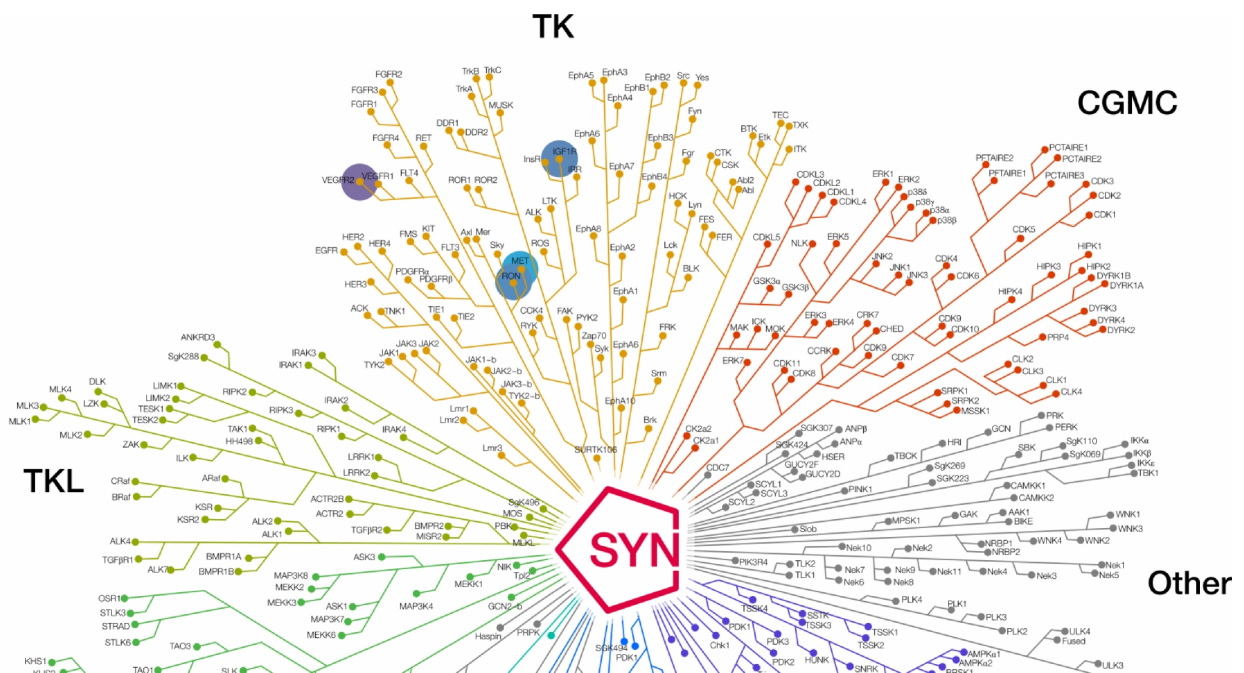 TK
CGMC
TKL
Other
SYN
FGFR2
FGFR3
FGFR1
FGFR4
RET
VEGFR2
VEGFR1
FLT4
TrkB
TrkC
TrkA
MUSK
DDR1
DDR2
ROR1
ROR2
InsR
IGF1R
IRR
LTK
ALK
ROS
EGFR
HER2
HER4
HER3
FMS
KIT
FLT3
PDGFRα
PDGFRβ
Axl
Mer
Sky
MET
RON
ACK
TNK1
TIE1
TIE2
CCK4
RYK
FAK
PYK2
Zap70
Syk
JAK1
JAK3
JAK2
TYK2
JAK1-b
JAK2-b
JAK3-b
TYK2-b
Lmr1
Lmr2
Lmr3
SURTK106
EphA5
EphA3
EphA4
EphB1
EphB2
EphA6
EphB3
EphA7
EphB4
EphA8
EphA2
EphA1
EphA6
EphA10
Src
Yes
Fyn
Fgr
HCK
Lyn
Lck
BLK
FRK
Srm
Brk
CTK
CSK
Abl2
Abl
FES
FER
BTK
Etk
TEC
TXK
ITK
CDKL3
CDKL2
CDKL1
CDKL4
CDKL5
ERK1
ERK2
p38δ
p38γ
p38α
p38β
NLK
ERK5
JNK2
JNK1
JNK3
GSK3α
GSK3β
MAK
ICK
MOK
ERK3
ERK4
ERK7
CRK7
CHED
CCRK
CDK9
CDK11
CDK8
CDK7
PFTAIRE2
PFTAIRE1
PCTAIRE1
PCTAIRE2
PCTAIRE3
CDK3
CDK2
CDK1
CDK5
CDK4
CDK6
CDK9
CDK10
HIPK1
HIPK2
HIPK3
HIPK4
DYRK1B
DYRK1A
DYRK3
DYRK4
DYRK2
PRP4
CLK2
CLK3
CLK1
CLK4
SRPK1
SRPK2
MSSK1
CK2a2
CK2a1
ANKRD3
SgK288
IRAK3
IRAK1
IRAK2
IRAK4
DLK
MLK4
LZK
MLK3
MLK1
MLK2
LIMK1
LIMK2
TESK1
TESK2
RIPK2
RIPK3
RIPK1
TAK1
HH498
ZAK
ILK
LRRK1
LRRK2
CRaf
BRaf
ARaf
KSR
KSR2
ACTR2B
ACTR2
TGFβR2
BMPR2
MISR2
ALK4
TGFβR1
ALK2
ALK1
ALK7
BMPR1A
BMPR1B
SgK496
MOS
PBK
MLKL
ASK3
MAP3K8
MEKK2
MEKK3
ASK1
MAP3K7
MEKK6
MAP3K4
MEKK1
NIK
Tpl2
GCN2-b
PRPK
Haspin
OSR1
STLK3
STRAD
STLK6
TAO3
TAO1
KHS1
SLK
SGK494
PDK1
Chk1
PDK1
PDK3
PDK2
HUNK
SNRK
TSSK4
SSTK
TSSK3
TSSK1
TSSK2
AMPKα1
AMPKα2
CDC7
SGK307
SGK424
ANPβ
ANPα
HSER
GUCY2F
GUCY2D
SCYL1
SCYL3
SCYL2
TBCK
HRI
GCN
PRK
PERK
PINK1
SgK269
SGK223
SBK
SgK110
SgK069
IKKα
IKKβ
IKKε
TBK1
CAMKK1
CAMKK2
Slob
MPSK1
GAK
AAK1
BIKE
NRBP1
NRBP2
WNK1
WNK3
WNK4
WNK2
PIK3R4
TLK2
TLK1
Nek10
Nek7
Nek6
Nek2
Nek9
Nek8
Nek11
Nek4
Nek3
Nek1
Nek5
PLK4
PLK1
PLK3
PLK2
ULK4
Fused
ULK3